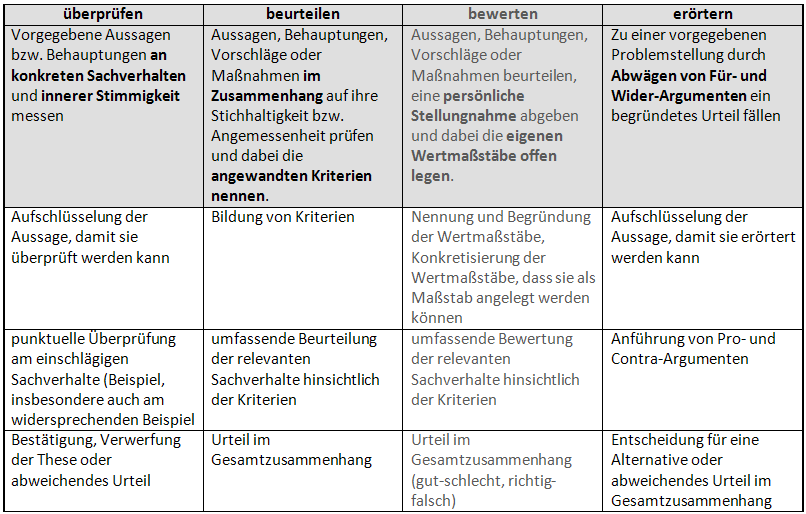 überprüfen
beurteilen
bewerten
erörtern
Vorgegebene Aussagen
bzw. Behauptungen an
konkreten Sachverhalten
und innerer Stimmigkeit
messen
Aussagen, Behauptungen,
Vorschläge oder
Maßnahmen im
Zusammenhang auf ihre
Stichhaltigkeit bzw.
Angemessenheit prüfen
und dabei die
angewandten Kriterien
nennen.
Aussagen, Behauptungen,
Vorschläge oder
Maßnahmen beurteilen,
eine persönliche
Stellungnahme abgeben
und dabei die eigenen
Wertmaßstäbe offen
legen.
Zu einer vorgegebenen
Problemstellung durch
Abwägen von Für- und
Wider-Argumenten ein
begründetes Urteil fällen
Aufschlüsselung der
Aussage, damit sie
überprüft werden kann
Bildung von Kriterien
Nennung und Begründung
der Wertmaßstäbe,
Konkretisierung der
Wertmaßstäbe, dass sie als
Maßstab angelegt werden
können
Aufschlüsselung der
Aussage, damit sie erörtert
werden kann
punktuelle Überprüfung
am einschlägigen
Sachverhalte (Beispiel,
insbesondere auch am
widersprechenden Beispiel
umfassende Beurteilung
der relevanten
Sachverhalte hinsichtlich
der Kriterien
umfassende Bewertung
der relevanten
Sachverhalte hinsichtlich
der Kriterien
Anführung von Pro- und
Contra-Argumenten
Bestätigung, Verwerfung
der These oder
abweichendes Urteil
Urteil im
Gesamtzusammenhang
Urteil im
Gesamtzusammenhang
(gut-schlecht, richtig-
falsch)
Entscheidung für eine
Alternative oder
abweichendes Urteil im
Gesamtzusammenhang